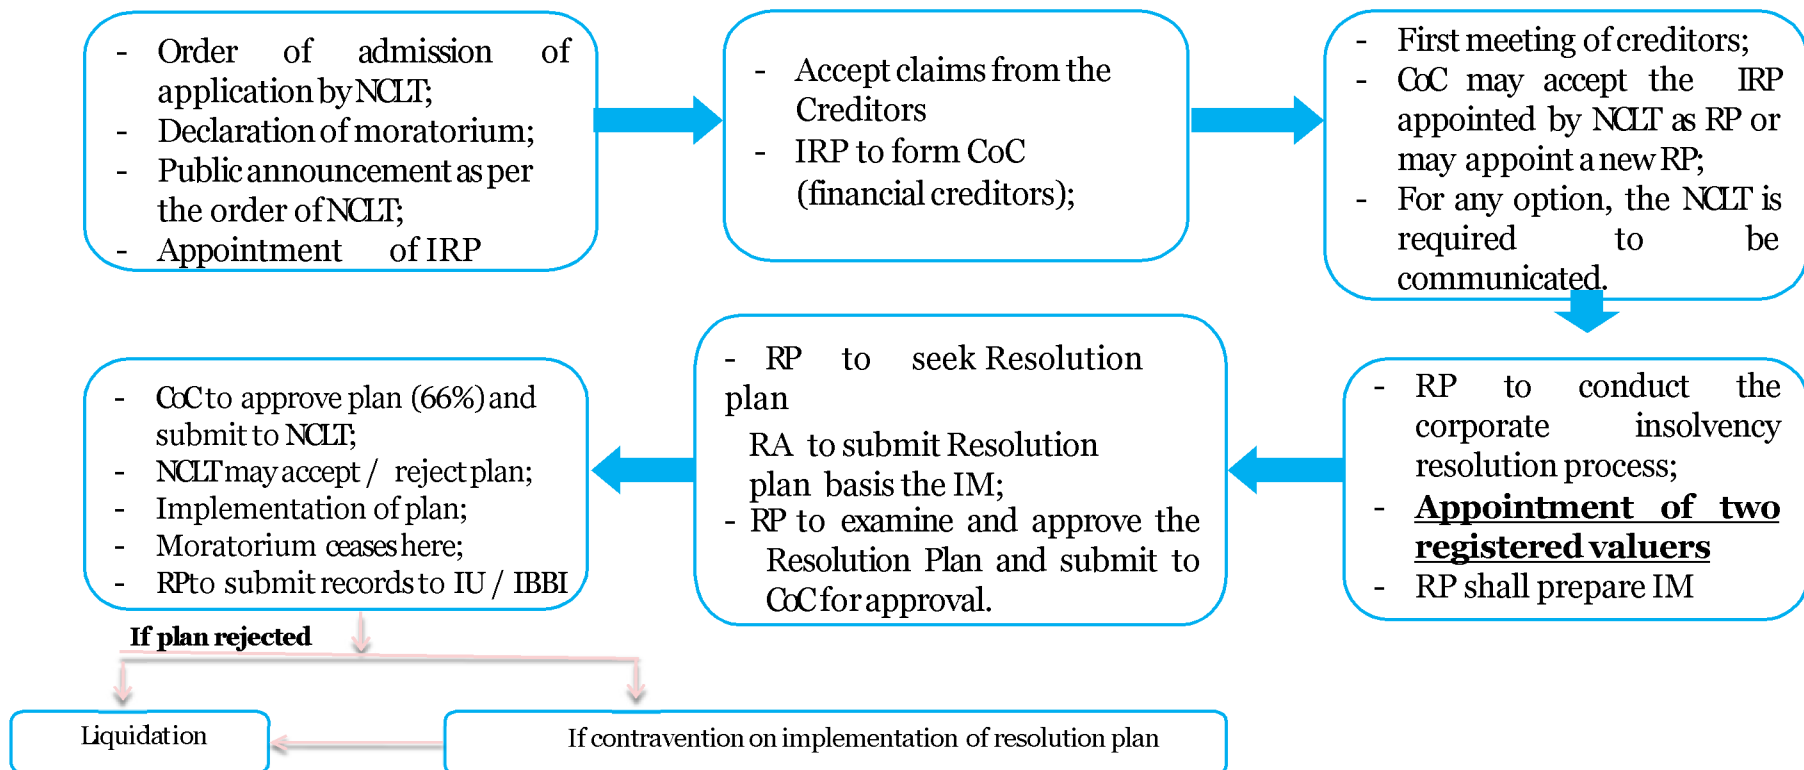 - Order of admission of
application by NCLT;
- Declaration of moratorium;
- Public announcement as per
the order of NCLT;
- Appointment of IRP
- Accept claims from the
Creditors
- IRP to form CoC
(financial creditors);
- First meeting of creditors;
- CoC may accept the IRP
appointed by NCLT as RP or
may appoint a new RP;
- For any option, the NCLT is
required to be
communicated.
- RP to conduct the
corporate insolvency
resolution process;
- Appointment of two
registered valuers
- RP shall prepare IM
- RP to seek Resolution
plan
RA to submit Resolution
plan basis the IM;
- RP to examine and approve the
Resolution Plan and submit to
CoC for approval.
- CoC to approve plan (66%) and
submit to NCLT;
- NCLT may accept / reject plan;
- Implementation of plan;
- Moratorium ceases here;
- RP to submit records to IU / IBBI
If plan rejected
Liquidation
If contravention on implementation of resolution plan